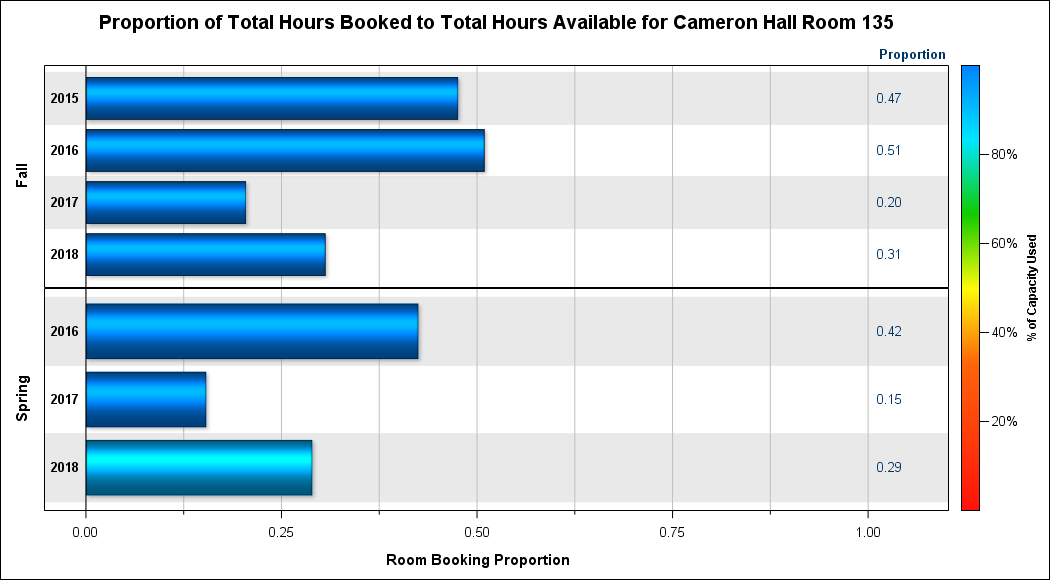 Proportion of Total Hours Booked to Total Hours Available for Cameron Hall Room 135
Proportion
Fall
2015 0.47
2016 0.51
2017 0.20
2018 0.31
Spring
2016 0.42
2017 0.15
2018 0.29
0.00 0.25 0.50 0.75 1.00
Room Booking Proportion
80%
60%
40%
20%
% of Capacity Used